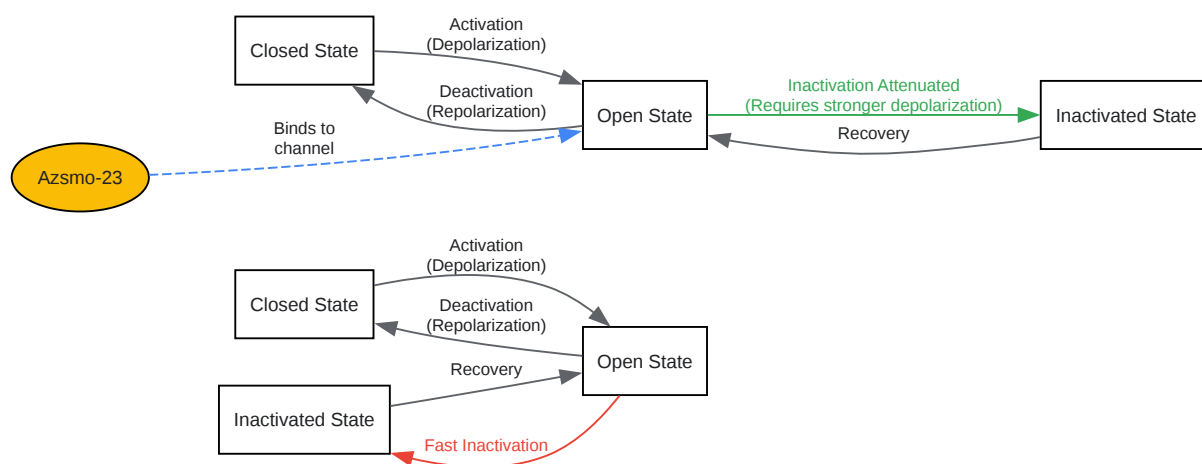 Activation
(Depolarization)
Closed State
Deactivation
(Repolarization)
Inactivation Attenuated
(Requires stronger depolarization)
Open State
Inactivated State
Recovery
Binds to
channel
Azsmo-23
Activation
(Depolarization)
Closed State
Deactivation
(Repolarization)
Open State
Recovery
Inactivated State
Fast Inactivation